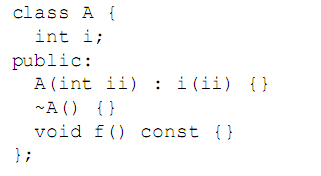 class A {
  int i;
public:
  A(int ii) : i(ii) {}
  ~A() {}
  void f() const {}
};